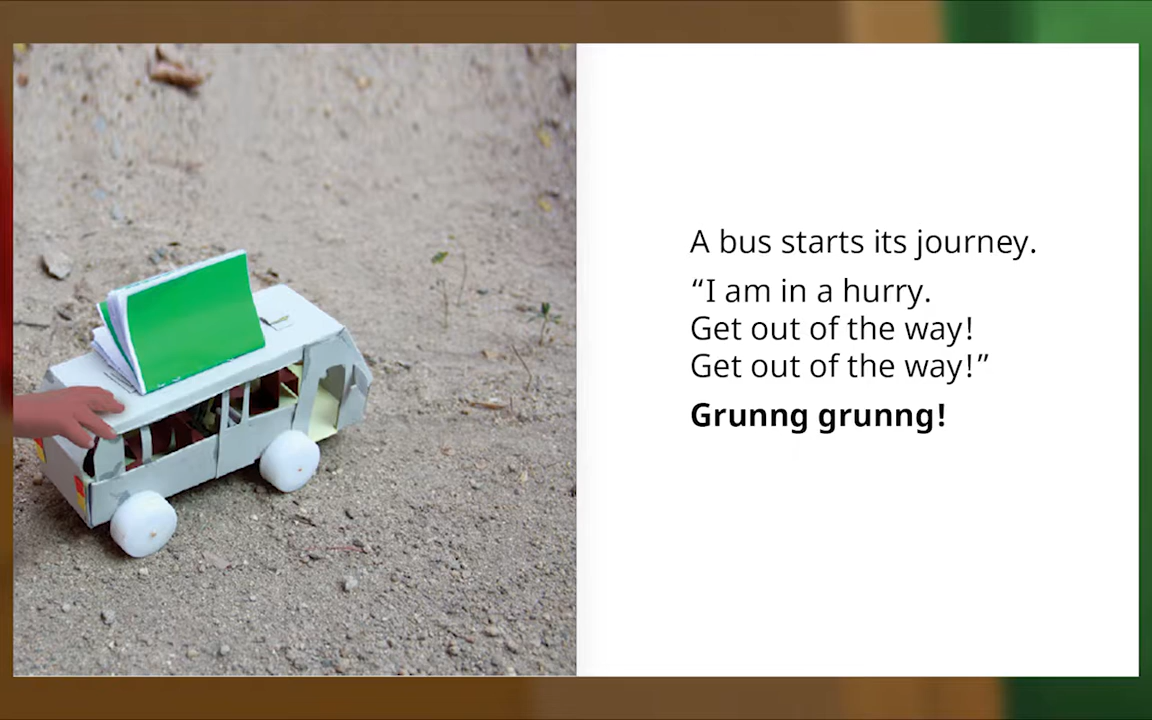 A bus starts its journey.
“I am in a hurry.
Get out of the way!
Get out of the way!”
Grunng grunng!